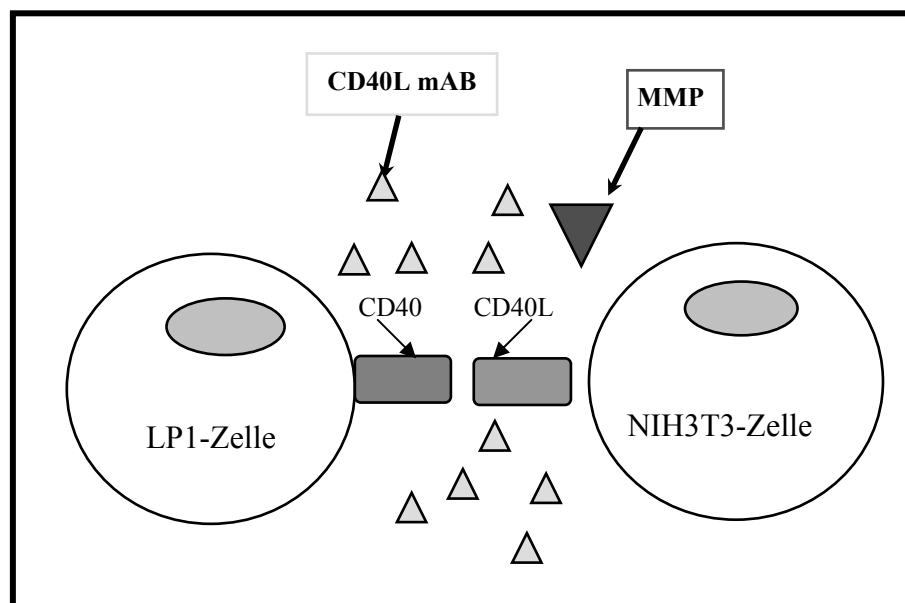 CD40L mAB
MMP
CD40
CD40L
LP1-Zelle
NIH3T3-Zelle